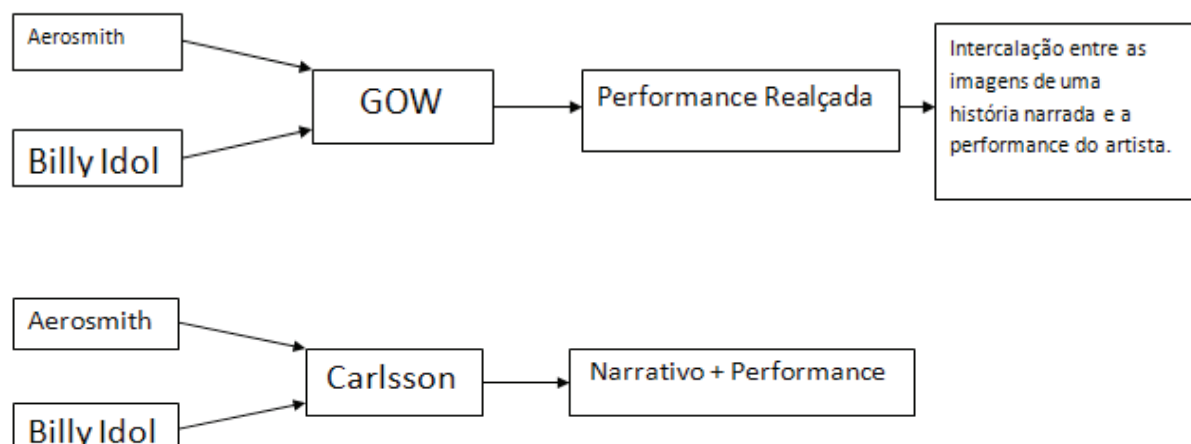 Aerosmith
Billy Idol
GOW
Performance Realçada
Intercalação entre as
imagens de uma
história narrada e a
performance do artista.
Aerosmith
Billy Idol
Carlsson
Narrativo + Performance